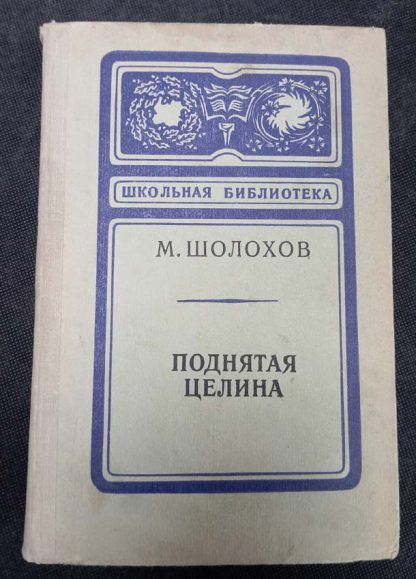 ШКОЛЬНАЯ БИБЛИОТЕКА
М. ШОЛОХОВ
ПОДНЯТАЯ
ЦЕЛИНА